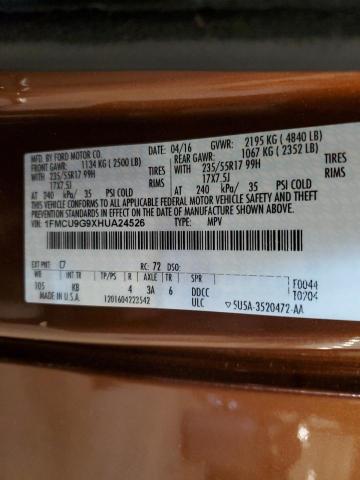 MFD. BY FORD MOTOR CO.
DATE: 04/16 GVWR: 2195 KG ( 4840 LB)
FRONT GAWR: 1134 KG ( 2500 LB) REAR GAWR: 1067 KG ( 2352 LB)
WITH 235/55R17 99H TIRES WITH 235/55R17 99H TIRES
17X7.5J RIMS 17X7.5J RIMS
AT 240 kPa/ 35 PSI COLD AT 240 kPa/ 35 PSI COLD
THIS VEHICLE CONFORMS TO ALL APPLICABLE FEDERAL MOTOR VEHICLE SAFETY, BUMPER, AND THEFT PREVENTION STANDARDS IN EFFECT ON THE DATE OF MANUFACTURE SHOWN ABOVE.
VIN: 1FMCU9G9XHUA24526 TYPE: MPV
EXT PNT: C7 RC: 72 DSO:
WB INT TR TP/PS R AXLE TR SPR
105 KB 4 3A 6 DDCC F0044
MADE IN U.S.A. 1201604223542 ULC T0204
5U5A-3520472-AA